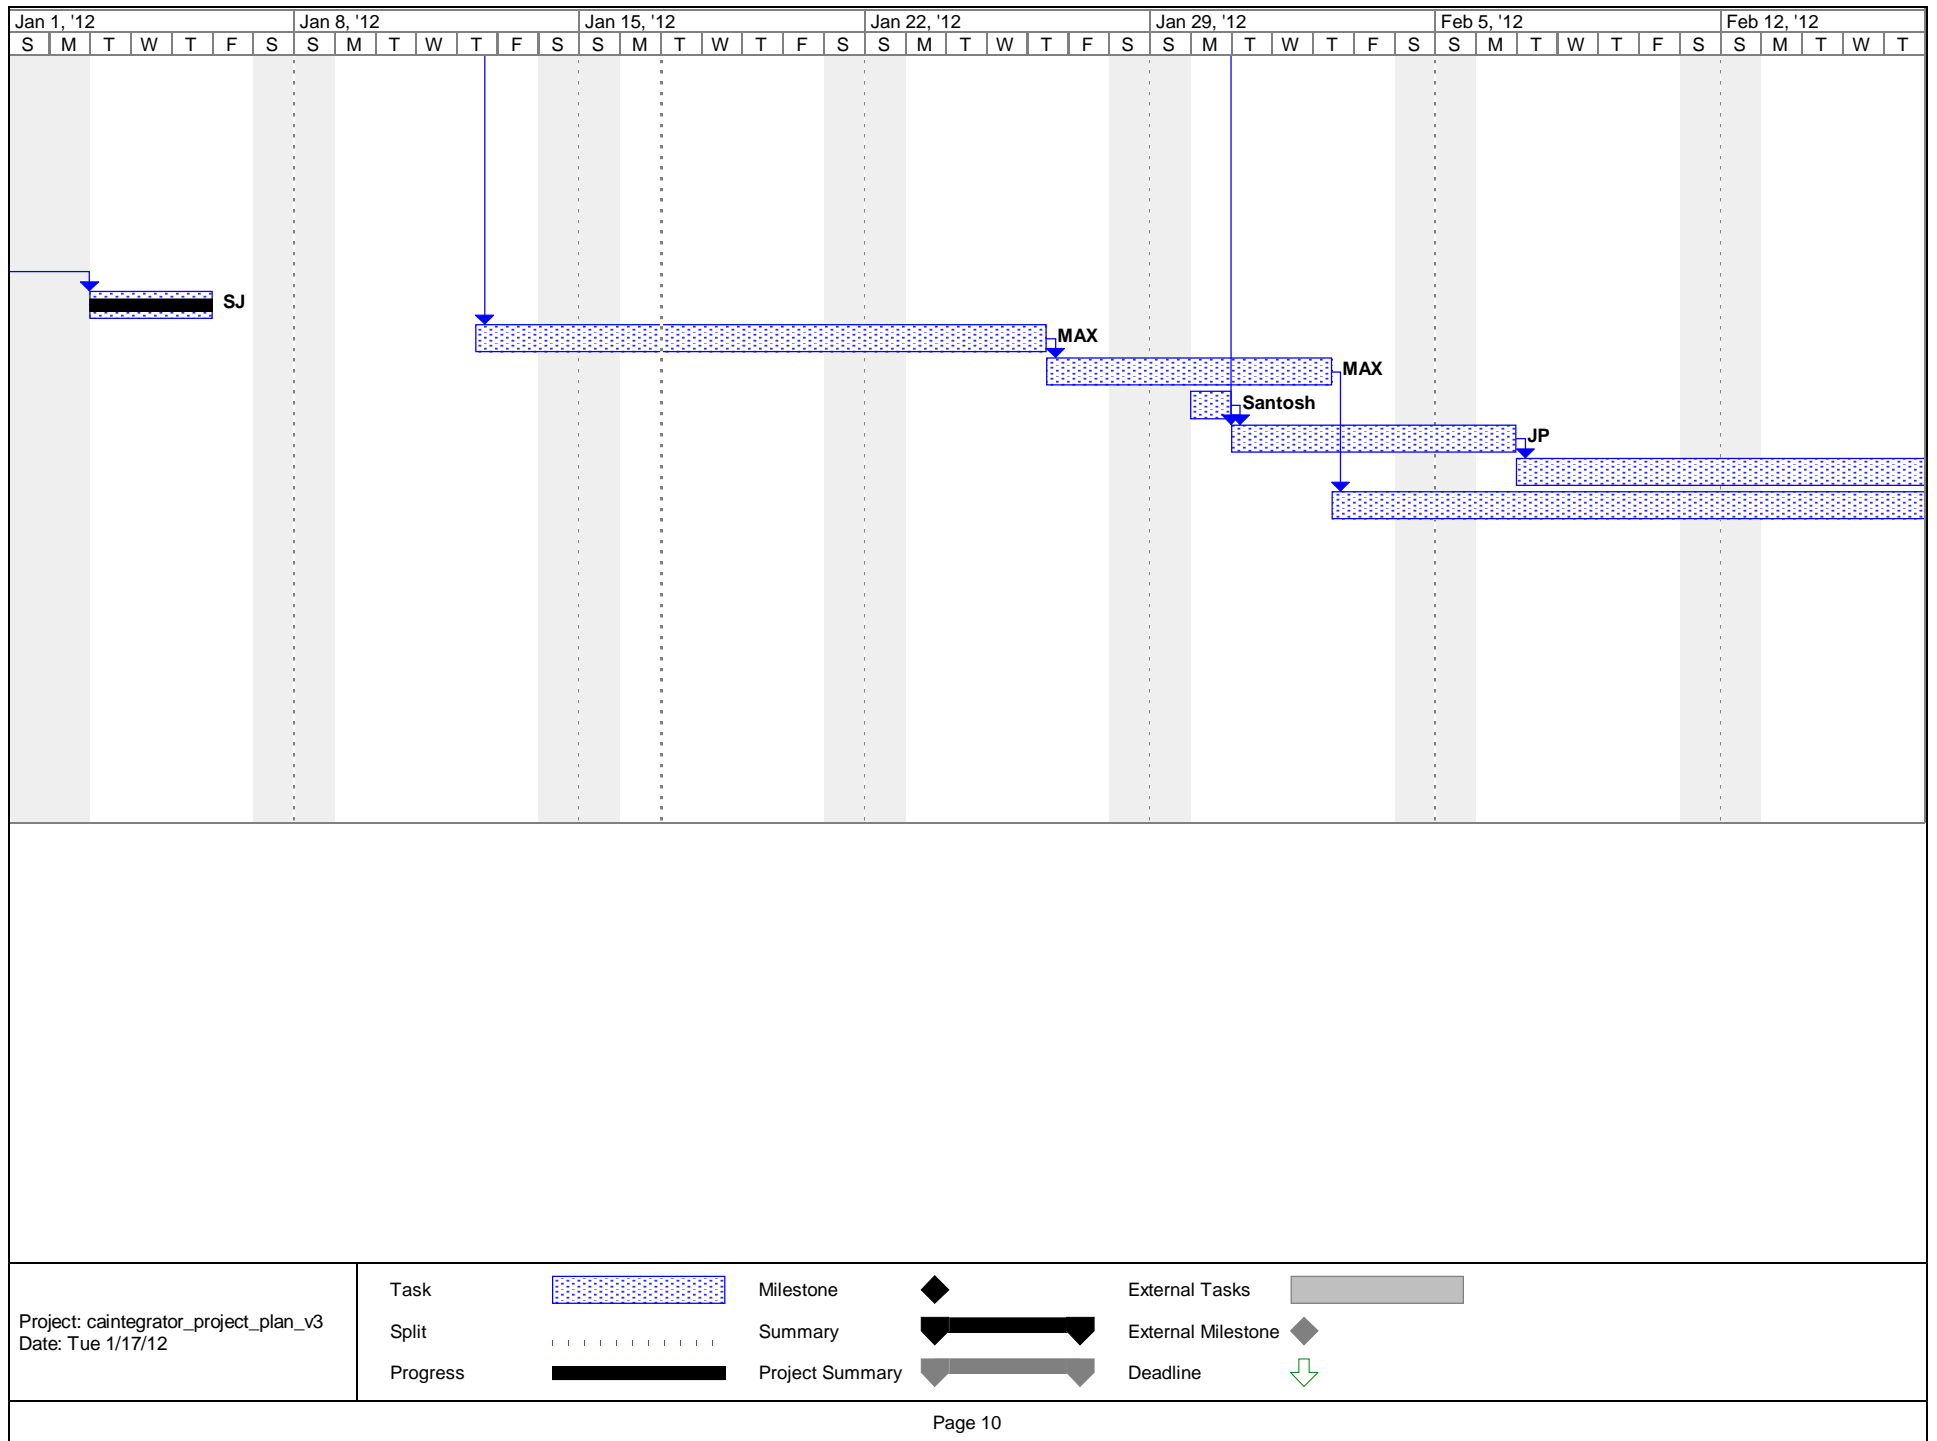 Jan 1, '12 Jan 8, '12 Jan 15, '12 Jan 22, '12 Jan 29, '12 Feb 5, '12 Feb 12, '12
S M T W T F S S M T W T F S S M T W T F S S M T W T F S S M T W T F S S M T W T F S S M T W T
SJ
MAX
MAX
Santosh
JP
Project: caintegrator_project_plan_v3
Date: Tue 1/17/12
Task Milestone External Tasks
Split Summary External Milestone
Progress Project Summary Deadline
Page 10